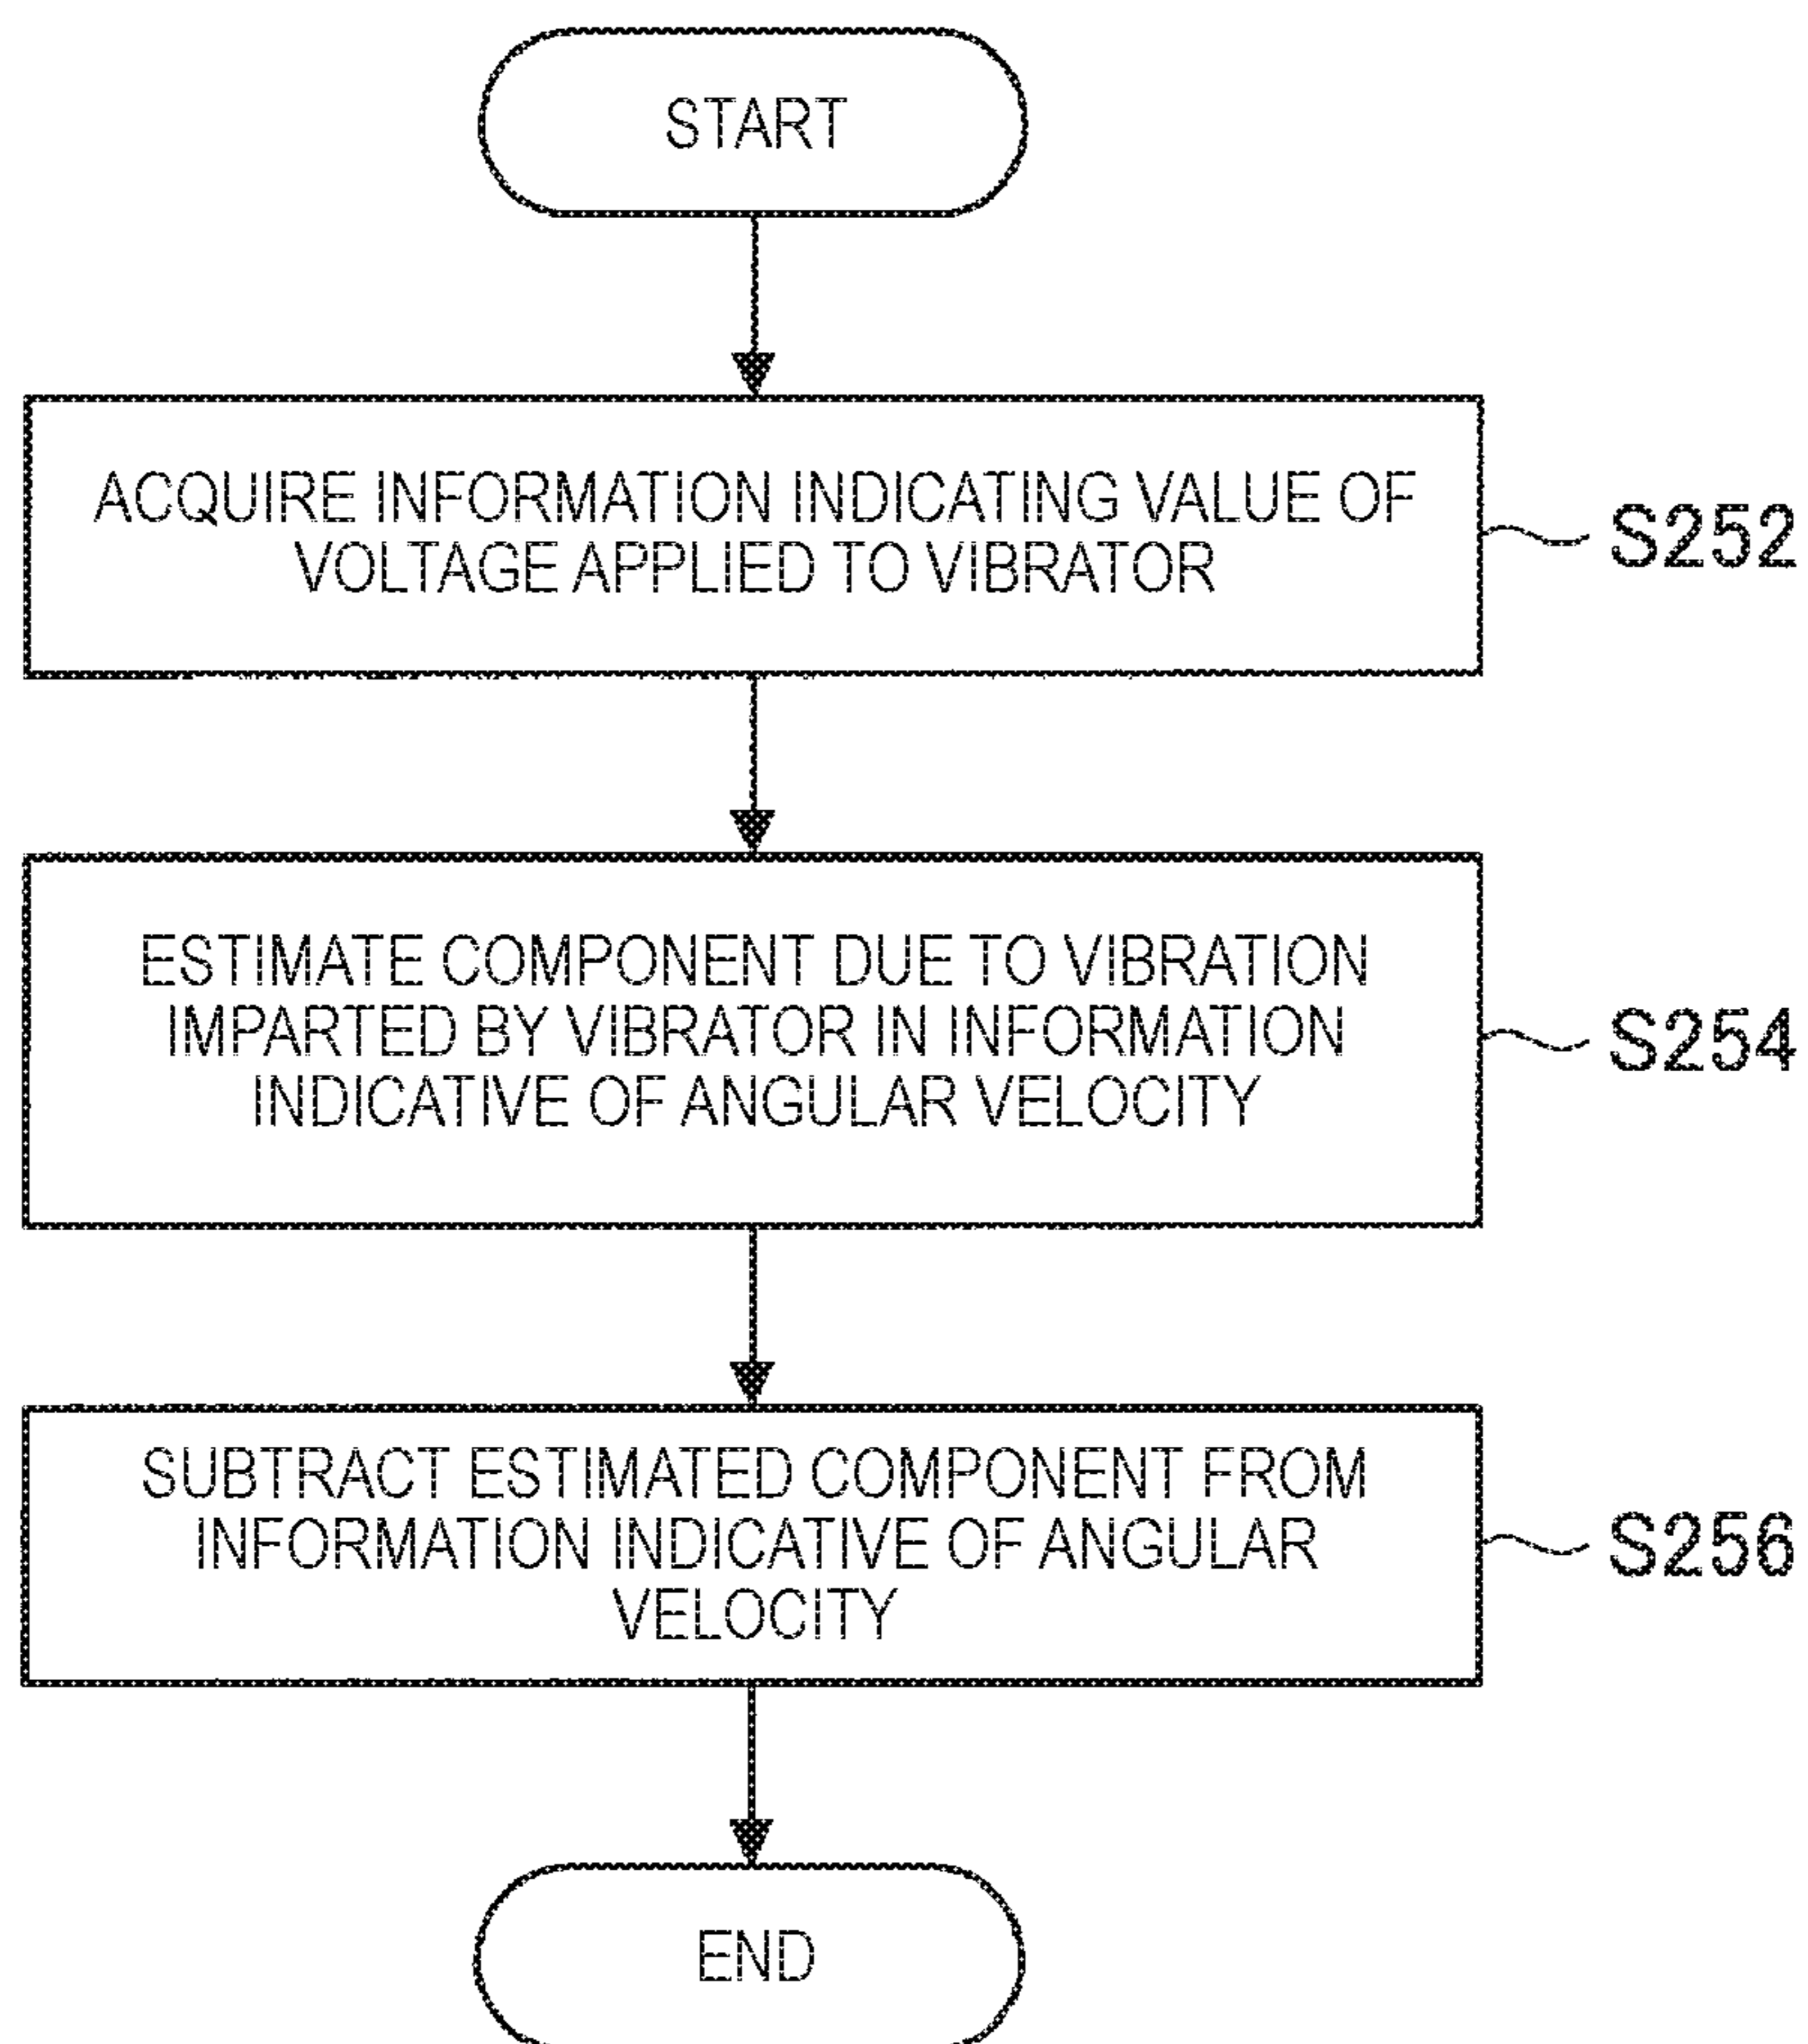 START
ACQUIRE INFORMATION INDICATING VALUE OF
VOLTAGE APPLIED TO VIBRATOR
S252
ESTIMATE COMPONENT DUE TO VIBRATION
IMPARTED BY VIBRATOR IN INFORMATION
INDICATIVE OF ANGULAR VELOCITY
S254
SUBTRACT ESTIMATED COMPONENT FROM
INFORMATION INDICATIVE OF ANGULAR
VELOCITY
S256
END